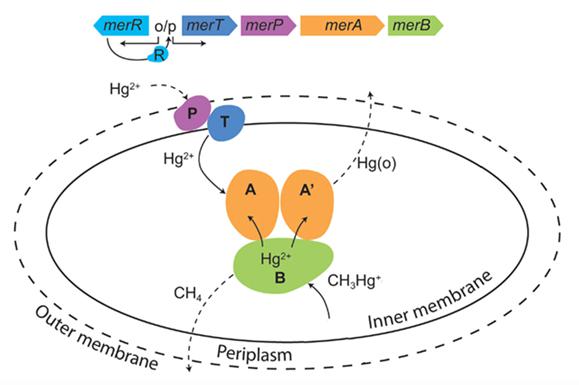 merR o/p merT merP merA merB
R
Hg²⁺
P
T
Hg²⁺
Hg(o)
A A'
Hg²⁺
B
CH₃Hg⁺
CH₄
Inner membrane
Outer membrane
Periplasm